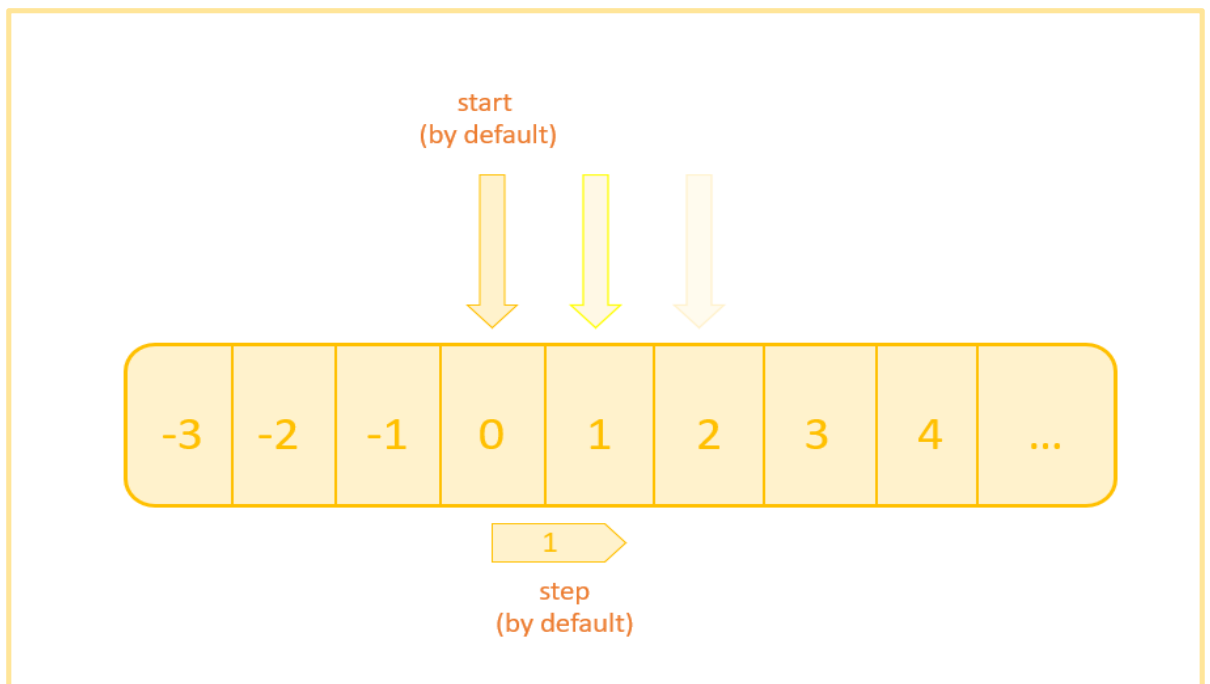 start
(by default)
-3 -2 -1 0 1 2 3 4 ...
1
step
(by default)